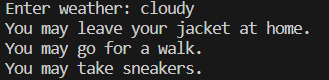 Enter weather: cloudy
You may leave your jacket at home.
You may go for a walk.
You may take sneakers.